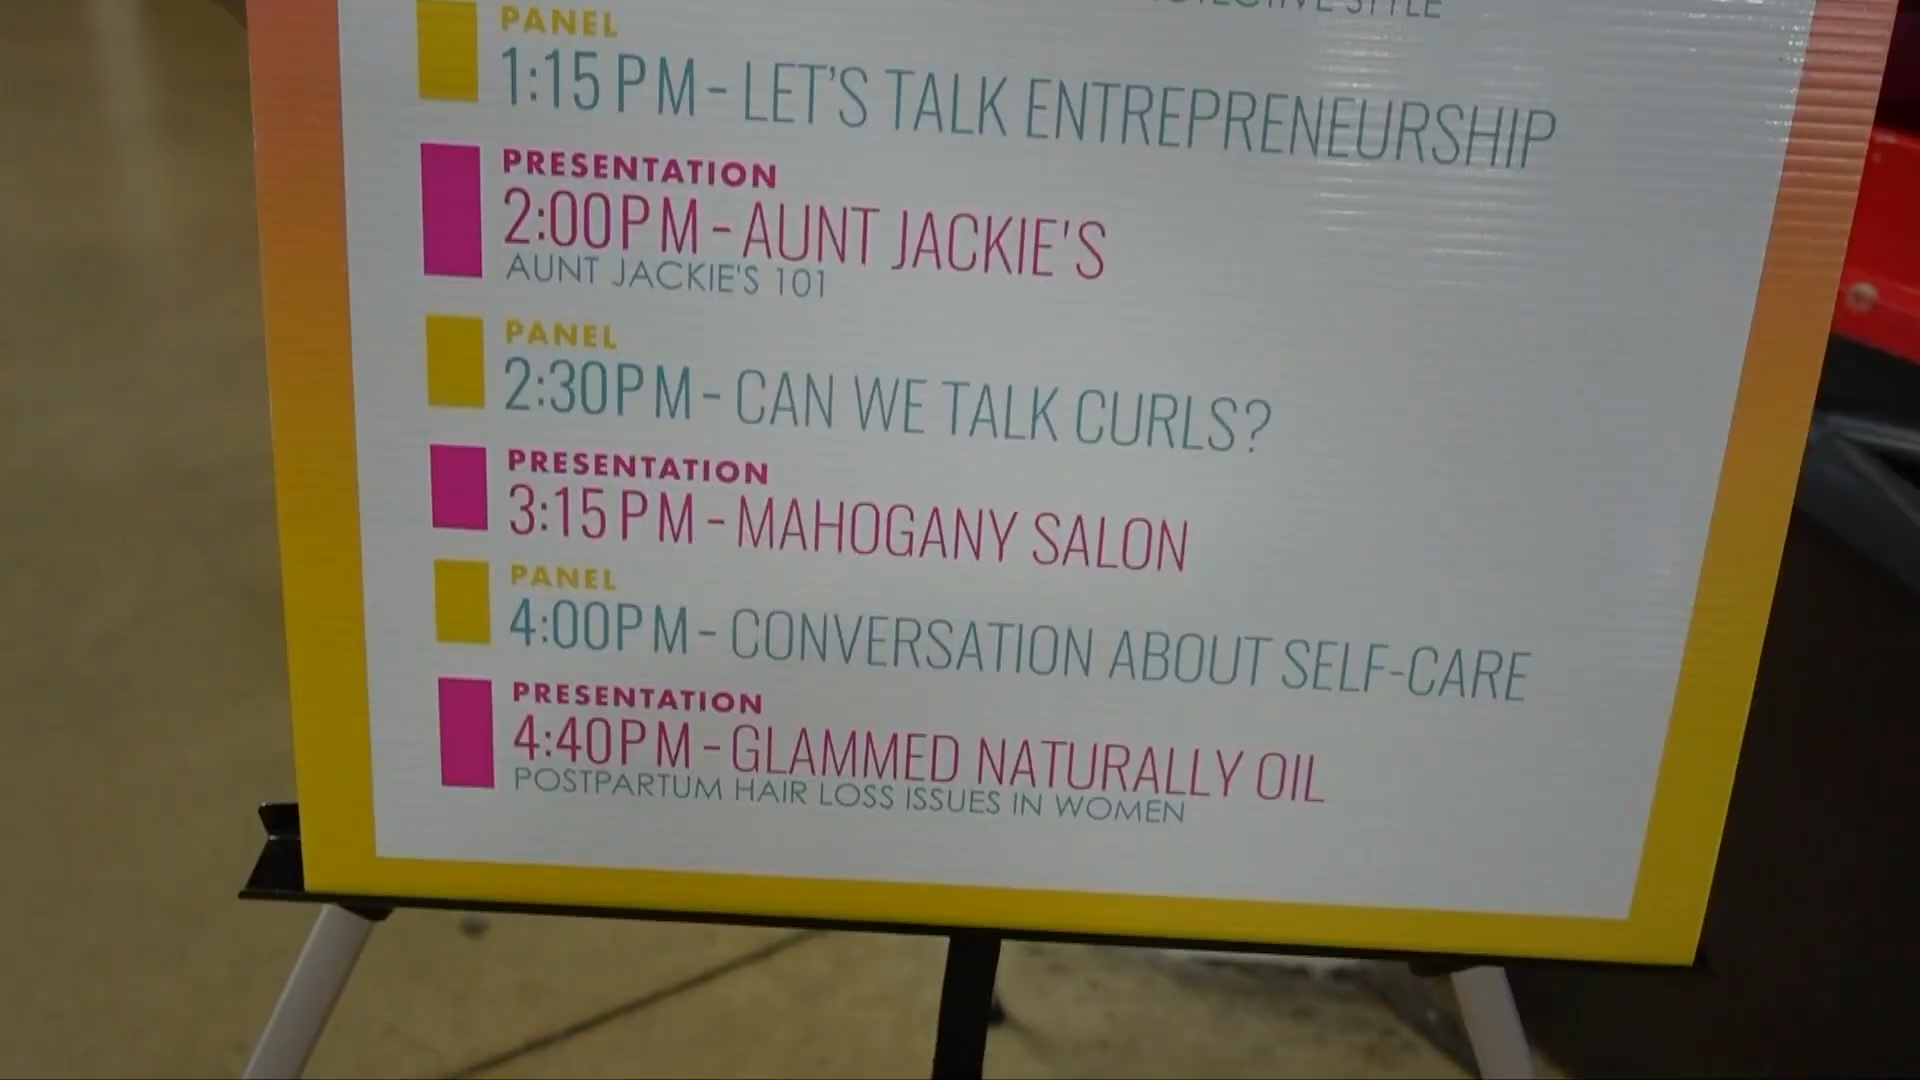 STYLE
PANEL
1:15 PM - LET'S TALK ENTREPRENEURSHIP
PRESENTATION
2:00PM - AUNT JACKIE'S
AUNT JACKIE'S 101
PANEL
2:30PM - CAN WE TALK CURLS?
PRESENTATION
3:15 PM - MAHOGANY SALON
PANEL
4:00PM - CONVERSATION ABOUT SELF-CARE
PRESENTATION
4:40PM - GLAMMED NATURALLY OIL
POSTPARTUM HAIR LOSS ISSUES IN WOMEN